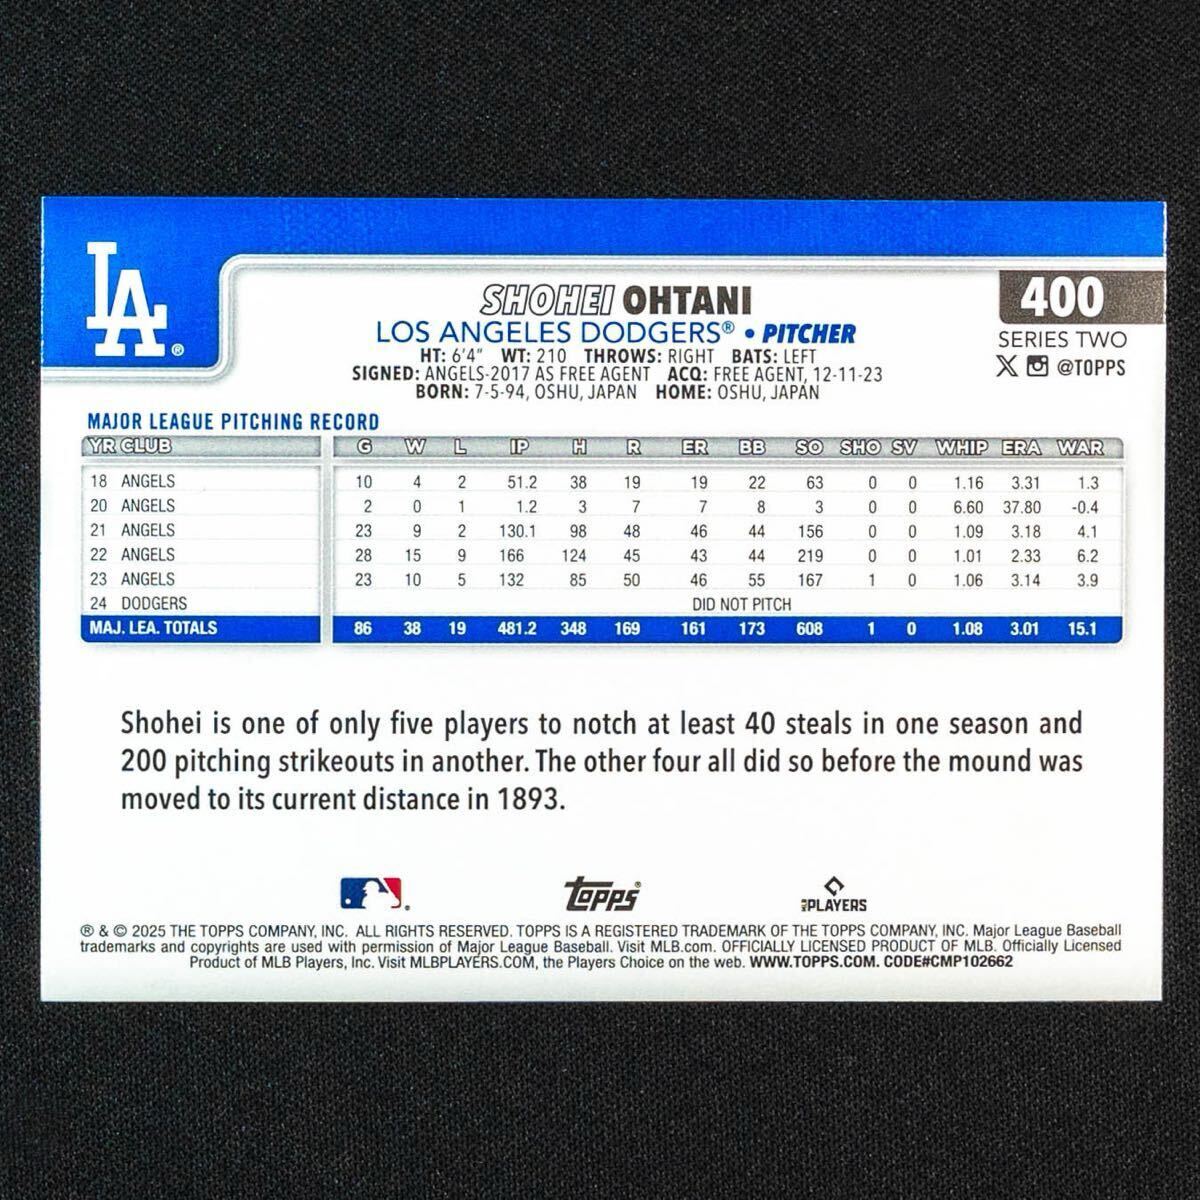 LA®
400
SHOHEI OHTANI
LOS ANGELES DODGERS® • PITCHER
SERIES TWO
HT: 6'4" WT: 210 THROWS: RIGHT BATS: LEFT
@TOPPS
SIGNED: ANGELS-2017 AS FREE AGENT ACQ: FREE AGENT, 12-11-23
BORN: 7-5-94, OSHU, JAPAN HOME: OSHU, JAPAN
MAJOR LEAGUE PITCHING RECORD
YR CLUB G W L IP H R ER BB SO SHO SV WHIP ERA WAR
18 ANGELS 10 4 2 51.2 38 19 19 22 63 0 0 1.16 3.31 1.3
20 ANGELS 2 0 1 1.2 3 7 7 8 3 0 0 6.60 37.80 -0.4
21 ANGELS 23 9 2 130.1 98 48 46 44 156 0 0 1.09 3.18 4.1
22 ANGELS 28 15 9 166 124 45 43 44 219 0 0 1.01 2.33 6.2
23 ANGELS 23 10 5 132 85 50 46 55 167 1 0 1.06 3.14 3.9
24 DODGERS DID NOT PITCH
MAJ. LEA. TOTALS 86 38 19 481.2 348 169 161 173 608 1 0 1.08 3.01 15.1
Shohei is one of only five players to notch at least 40 steals in one season and
200 pitching strikeouts in another. The other four all did so before the mound was
moved to its current distance in 1893.
Topps®
MLB PLAYERS
® & © 2025 THE TOPPS COMPANY, INC. ALL RIGHTS RESERVED. TOPPS IS A REGISTERED TRADEMARK OF THE TOPPS COMPANY, INC. Major League Baseball
trademarks and copyrights are used with permission of Major League Baseball. Visit MLB.com. OFFICIALLY LICENSED PRODUCT OF MLB. Officially Licensed
Product of MLB Players, Inc. Visit MLBPLAYERS.COM, the Players Choice on the web. WWW.TOPPS.COM. CODE#CMP102662